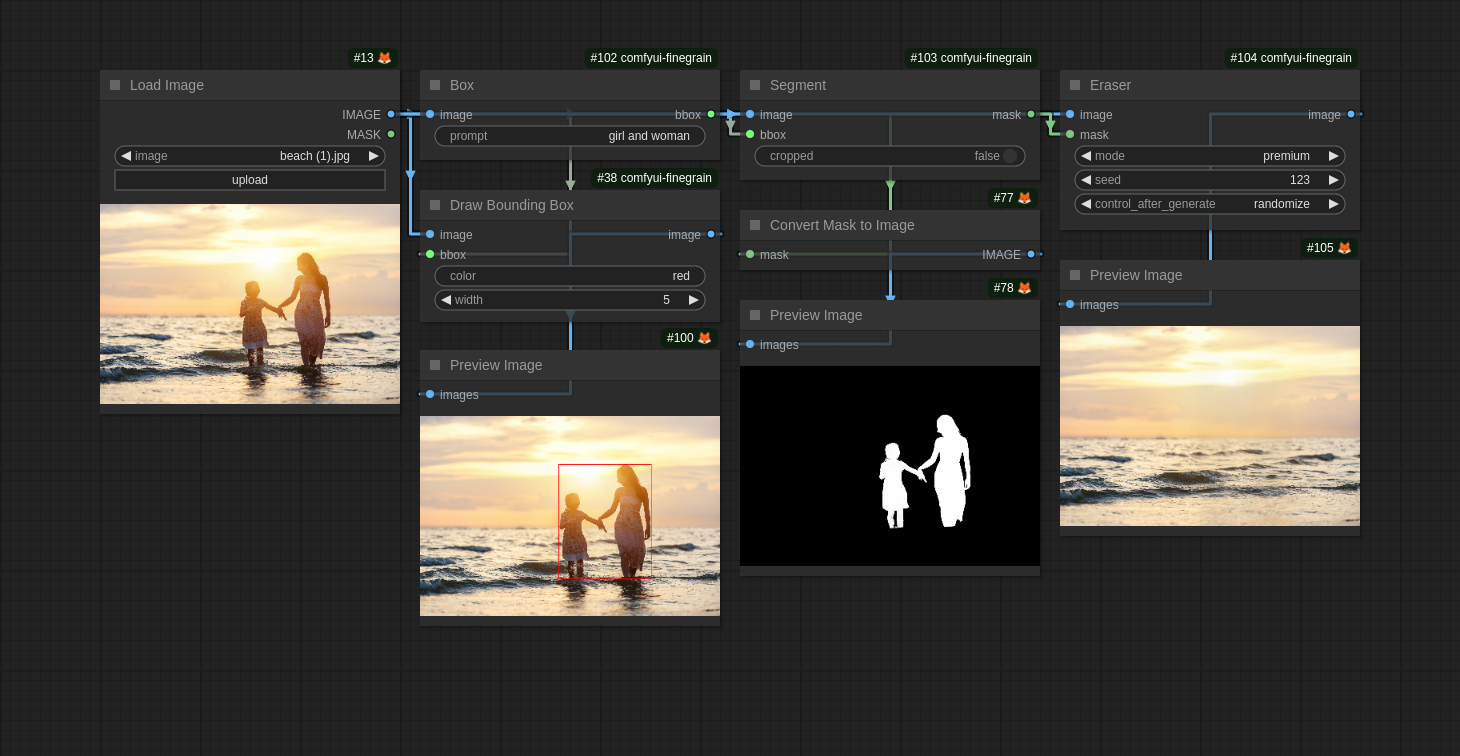 #13 🦊
Load Image
IMAGE
MASK
image beach (1).jpg
upload
#102 comfyui-finegrain
Box
image bbox
prompt girl and woman
#38 comfyui-finegrain
Draw Bounding Box
image image
bbox
color red
width 5
#100 🦊
Preview Image
images
#103 comfyui-finegrain
Segment
image mask
bbox
cropped false
#77 🦊
Convert Mask to Image
mask IMAGE
#78 🦊
Preview Image
images
#104 comfyui-finegrain
Eraser
image image
mask
mode premium
seed 123
control_after_generate randomize
#105 🦊
Preview Image
images